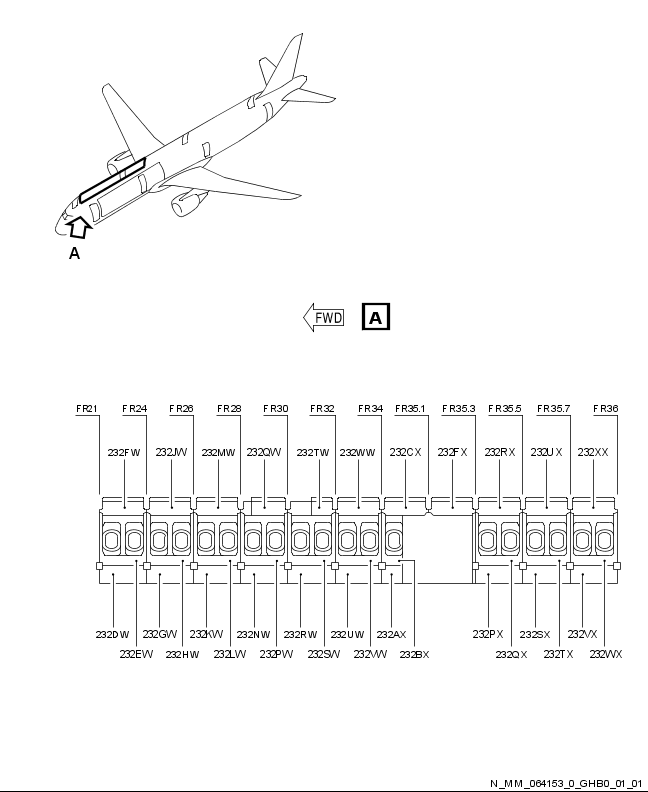 A
FWD A
FR21 FR24 FR26 FR28 FR30 FR32 FR34 FR35.1 FR35.3 FR35.5 FR35.7 FR36
232FW 232JW 232MW 232QW 232TW 232WW 232CX 232FX 232RX 232UX 232XX
232DW 232GW 232KW 232NW 232RW 232UW 232AX 232PX 232SX 232VX
232EW 232HW 232LW 232PW 232SW 232VW 232BX 232QX 232TX 232WX
N_MM_064153_0_GHB0_01_01